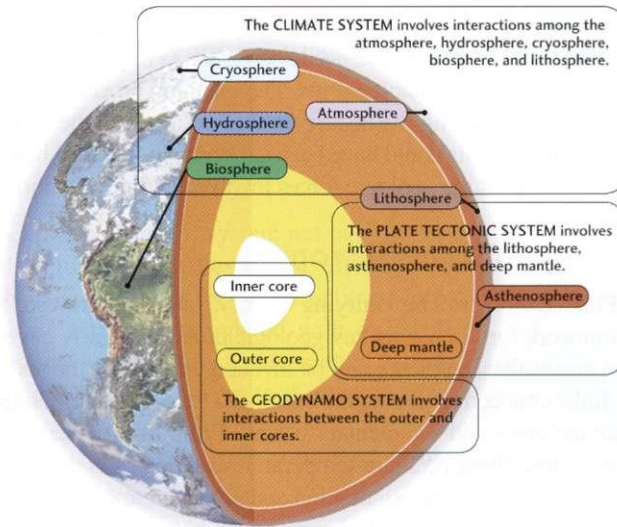 The CLIMATE SYSTEM involves interactions among the
atmosphere, hydrosphere, cryosphere,
biosphere, and lithosphere.
Cryosphere
Atmosphere
Hydrosphere
Biosphere
Lithosphere
The PLATE TECTONIC SYSTEM involves
interactions among the lithosphere,
asthenosphere, and deep mantle.
Inner core
Asthenosphere
Outer core
Deep mantle
The GEODYNAMO SYSTEM involves
interactions between the outer and
inner cores.